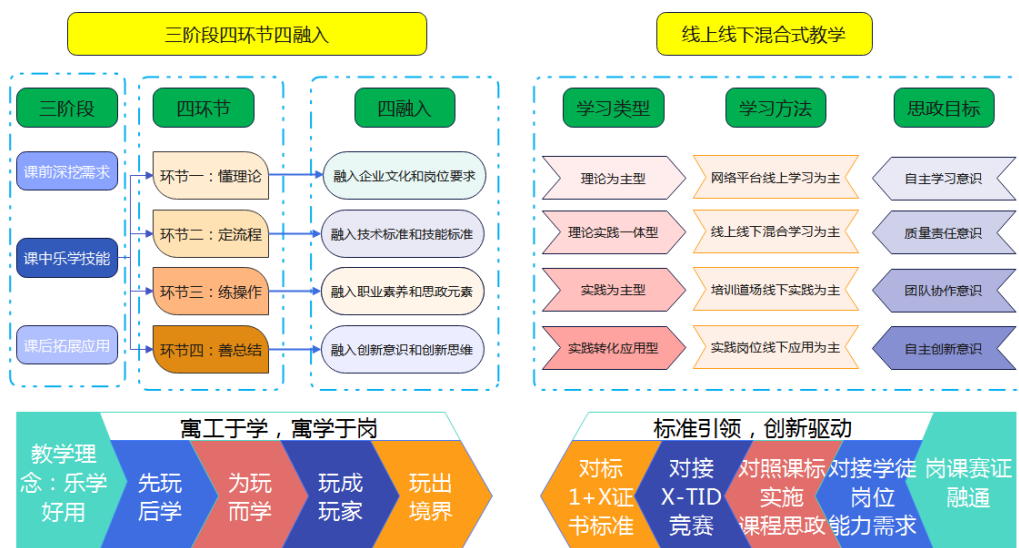 三阶段四环节四融入
线上线下混合式教学
三阶段
四环节
四融入
学习类型
学习方法
思政目标
课前深挖需求
课中乐学技能
课后拓展应用
环节一：懂理论
融入企业文化和岗位要求
理论为主型
网络平台线上学习为主
自主学习意识
环节二：定流程
融入技术标准和技能标准
理论实践一体型
线上线下混合学习为主
质量责任意识
环节三：练操作
融入职业素养和思政元素
实践为主型
培训道场线下实践为主
团队协作意识
环节四：善总结
融入创新意识和创新思维
实践转化应用型
实践岗位线下应用为主
自主创新意识
寓工于学，寓学于岗
教学理
念：乐学
好用
先玩
后学
为玩
而学
玩成
玩家
玩出
境界
标准引领，创新驱动
对标
1+X证
书标准
对接
X-TID
竞赛
对照课标
实施
课程思政
对接学徒
岗位
能力需求
岗课赛证
融通